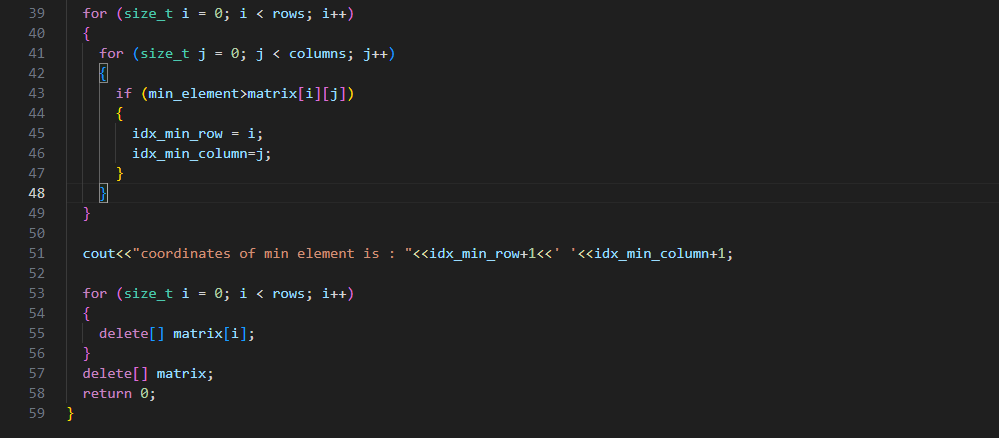 39 for (size_t i = 0; i < rows; i++)
40 {
41 for (size_t j = 0; j < columns; j++)
42 {
43 if (min_element>matrix[i][j])
44 {
45 idx_min_row = i;
46 idx_min_column=j;
47 }
48 }
49 }
50
51 cout<<"coordinates of min element is : "<<idx_min_row+1<<' '<<idx_min_column+1;
52
53 for (size_t i = 0; i < rows; i++)
54 {
55 delete[] matrix[i];
56 }
57 delete[] matrix;
58 return 0;
59 }